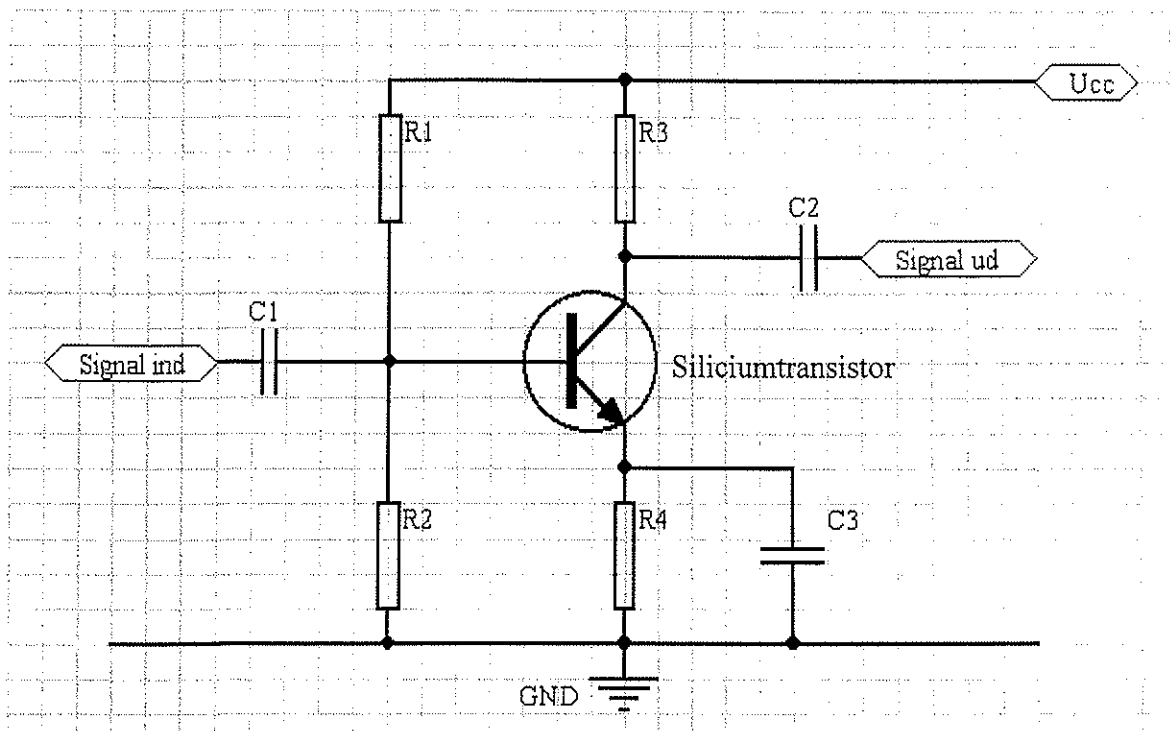 Ucc
R1
R3
C2
Signal ud
C1
Signal ind
Siliciumtransistor
R2
R4
C3
GND